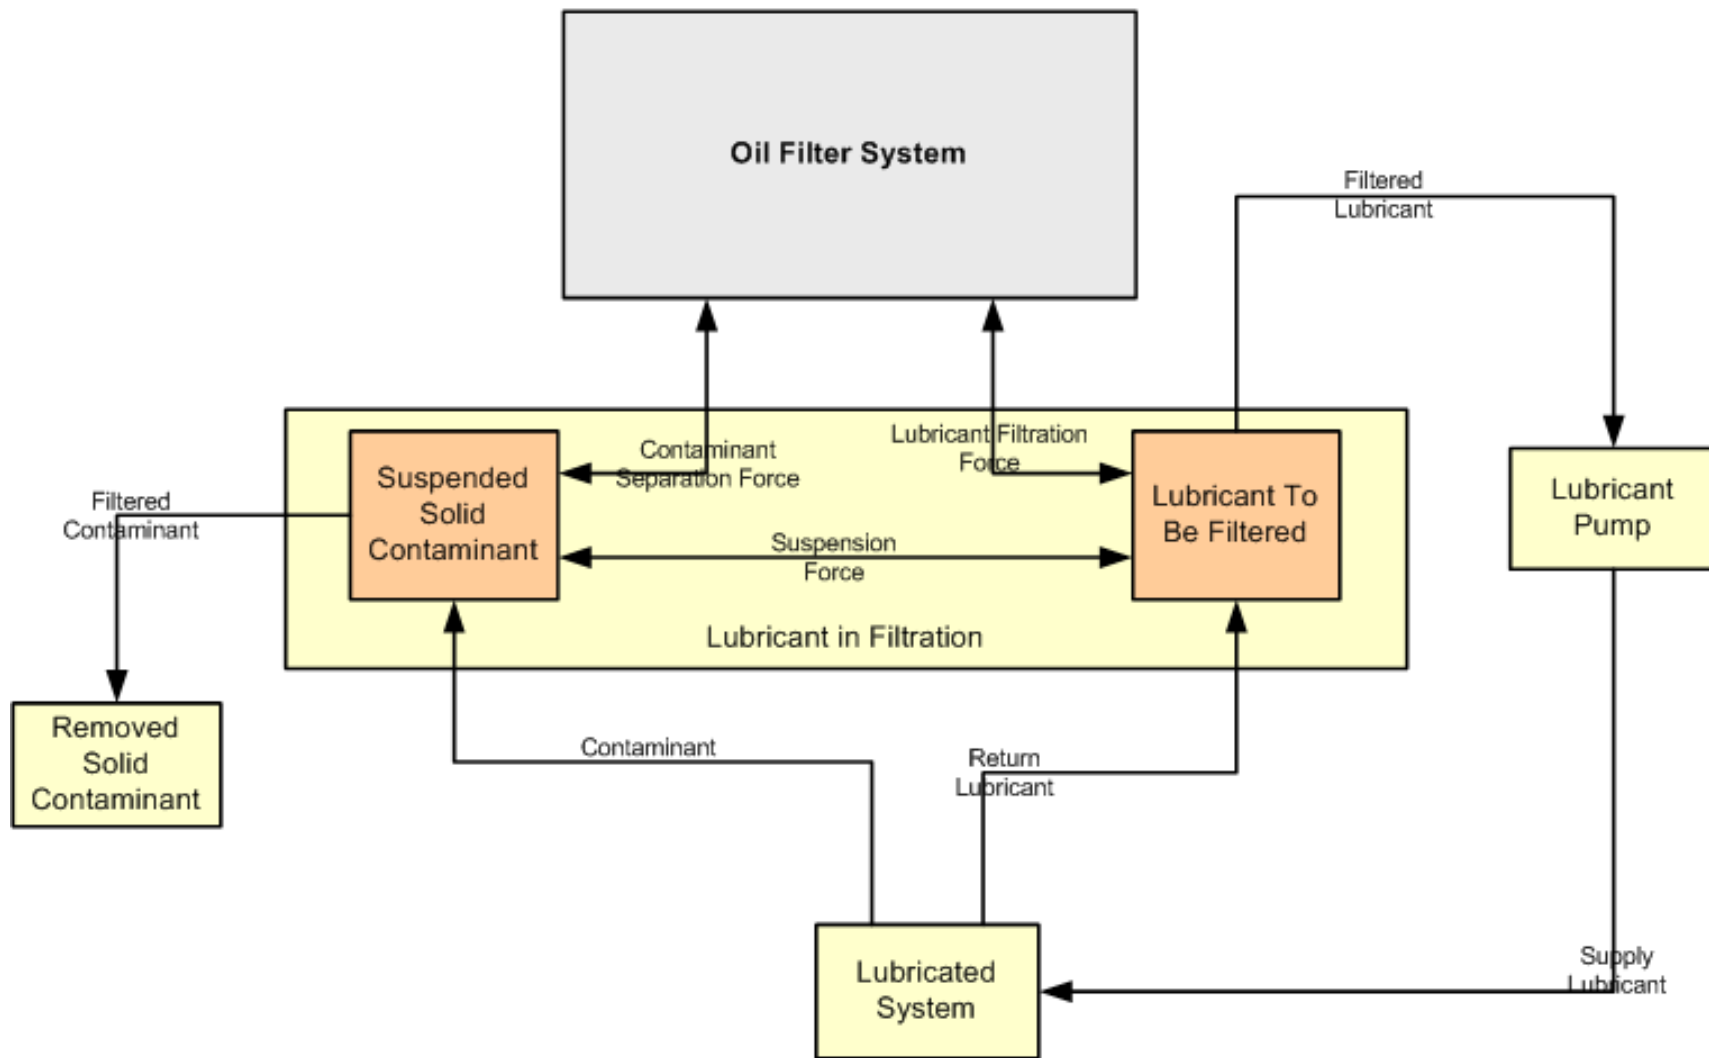 Oil Filter System
Filtered
Lubricant
Contaminant
Separation Force
Lubricant Filtration
Force
Suspended
Solid
Contaminant
Lubricant To
Be Filtered
Lubricant
Pump
Filtered
Contaminant
Suspension
Force
Lubricant in Filtration
Removed
Solid
Contaminant
Contaminant
Return
Lubricant
Lubricated
System
Supply
Lubricant